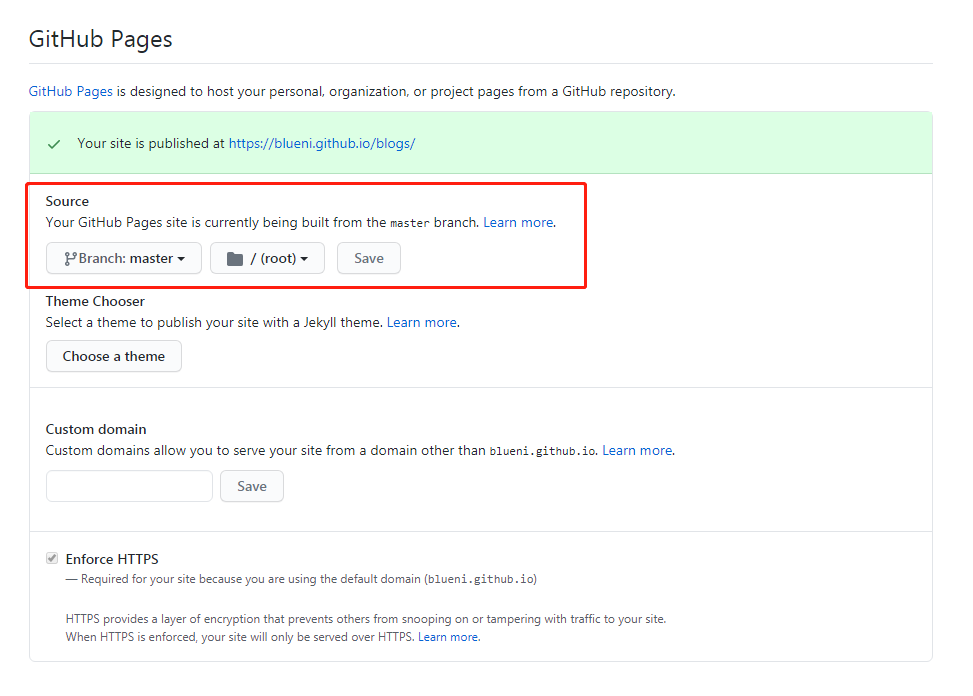 GitHub Pages
GitHub Pages is designed to host your personal, organization, or project pages from a GitHub repository.
Your site is published at https://blueni.github.io/blogs/
Source
Your GitHub Pages site is currently being built from the master branch. Learn more.
Branch: master / (root) Save
Theme Chooser
Select a theme to publish your site with a Jekyll theme. Learn more.
Choose a theme
Custom domain
Custom domains allow you to serve your site from a domain other than blueni.github.io. Learn more.
Save
Enforce HTTPS
— Required for your site because you are using the default domain (blueni.github.io)
HTTPS provides a layer of encryption that prevents others from snooping on or tampering with traffic to your site.
When HTTPS is enforced, your site will only be served over HTTPS. Learn more.